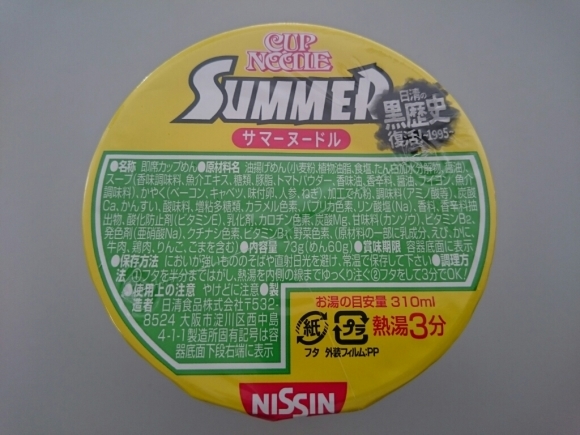 CUP
NOODLE
SUMMER
サマーヌードル
日清の
黒歴史
復活!-1995-
●名称 即席カップめん●原材料名 油揚げめん(小麦粉,植物油脂,食塩,たん白加水分解物,醤油),
スープ(香味調味料,魚介エキス,糖類,豚脂,トマトパウダー,香味油,香辛料,醤油,ブイヨン,魚介
調味料),かやく(ベーコン,キャベツ,味付卵,人参,ねぎ),加工でん粉,調味料(アミノ酸等),炭酸
Ca,かんすい,酸味料,増粘多糖類,カラメル色素,パプリカ色素,リン酸塩(Na),香料,香辛料抽
出物,酸化防止剤(ビタミンE),乳化剤,カロチン色素,炭酸Mg,甘味料(カンゾウ),ビタミンB2,
発色剤(亜硝酸Na),クチナシ色素,ビタミンB1,野菜色素,(原材料の一部に乳成分,えび,かに,
牛肉,鶏肉,りんご,ごまを含む) ●内容量 73g(めん60g) ●賞味期限 容器底面に表示
●保存方法 においが強いもののそばや直射日光を避け,常温で保存して下さい ●調理方
法 ①フタを半分まではがし,熱湯を内側の線までゆっくり注ぐ②フタをして3分でOK!
●使用上の注意 やけどに注意●製
造者 日清食品株式会社〒532-
8524 大阪市淀川区西中島
4-1-1製造所固有記号は容
器底面下段右端に表示
お湯の目安量 310ml
紙
フタ
プラ
外装フィルム:PP
熱湯3分
NISSIN